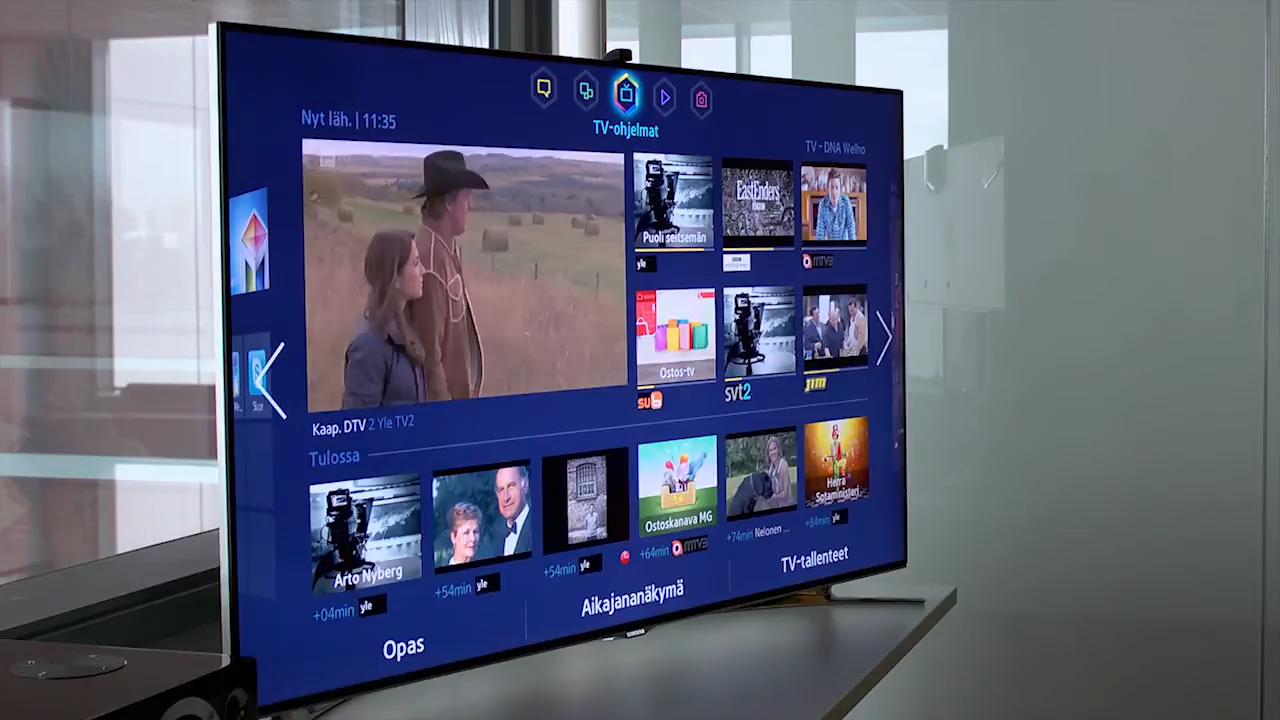 Nyt läh. | 11:35
TV-ohjelmat
TV - DNA Welho
Puoli seitsemän
yle
EastEnders
BBC
mtv3
Ostos-tv
sub
svt2
jim
Kaap. DTV 2 Yle TV2
Tulossa
Arto Nyberg
+04min yle
+54min yle
+54min yle
Ostoskanava MG
+64min mtv3
+74min Nelonen ...
Herra
Sotaministeri
+84min yle
Opas
Aikajananäkymä
TV-tallenteet
SAMSUNG